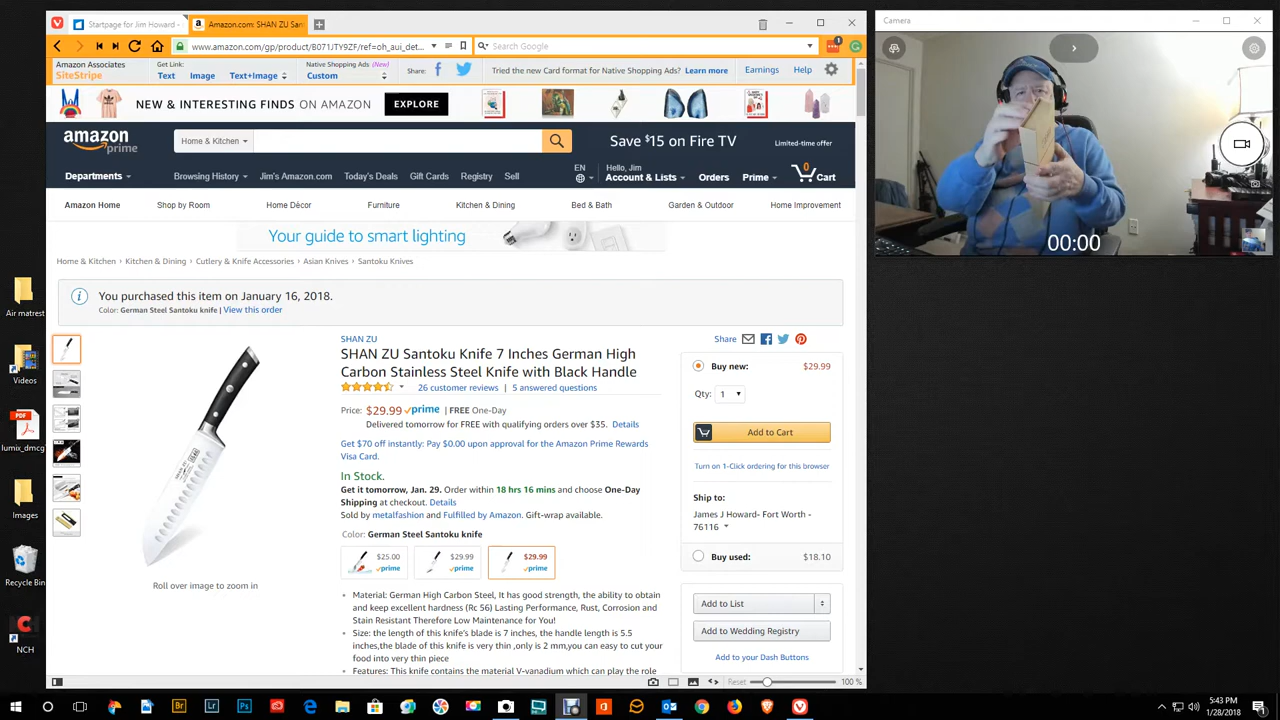 Startpage for Jim Howard -
Amazon.com: SHAN ZU San
www.amazon.com/gp/product/B071JTY9ZF/ref=oh_aui_det...
Search Google
Amazon Associates
SiteStripe
Get Link:
Text Image Text+Image
Native Shopping Ads (New)
Custom
Share:
Tried the new Card format for Native Shopping Ads? Learn more
Earnings Help
NEW & INTERESTING FINDS ON AMAZON EXPLORE
amazon
prime
Home & Kitchen
Save $15 on Fire TV
Limited-time offer
Departments
Browsing History Jim's Amazon.com Today's Deals Gift Cards Registry Sell
EN
Hello, Jim
Account & Lists Orders Prime
0
Cart
Amazon Home Shop by Room Home Décor Furniture Kitchen & Dining Bed & Bath Garden & Outdoor Home Improvement
Your guide to smart lighting
Home & Kitchen › Kitchen & Dining › Cutlery & Knife Accessories › Asian Knives › Santoku Knives
You purchased this item on January 16, 2018.
Color: German Steel Santoku knife | View this order
Roll over image to zoom in
SHAN ZU
SHAN ZU Santoku Knife 7 Inches German High
Carbon Stainless Steel Knife with Black Handle
26 customer reviews | 5 answered questions
Price: $29.99 prime | FREE One-Day
Delivered tomorrow for FREE with qualifying orders over $35. Details
Get $70 off instantly: Pay $0.00 upon approval for the Amazon Prime Rewards
Visa Card.
In Stock.
Get it tomorrow, Jan. 29. Order within 18 hrs 16 mins and choose One-Day
Shipping at checkout. Details
Sold by metalfashion and Fulfilled by Amazon. Gift-wrap available.
Color: German Steel Santoku knife
$25.00
prime
$29.99
prime
$29.99
prime
• Material: German High Carbon Steel, It has good strength, the ability to obtain
and keep excellent hardness (Rc 56) Lasting Performance, Rust, Corrosion and
Stain Resistant Therefore Low Maintenance for You!
• Size: the length of this knife's blade is 7 inches, the handle length is 5.5
inches,the blade of this knife is very thin ,only is 2 mm,you can easy to cut your
food into very thin piece
• Features: This knife contains the material V-vanadium which can play the role
Share
Buy new: $29.99
Qty: 1
Add to Cart
Turn on 1-Click ordering for this browser
Ship to:
James J Howard- Fort Worth -
76116
Buy used: $18.10
Add to List
Add to Wedding Registry
Add to your Dash Buttons
Reset
100 %
Camera
00:00
Air matrest
Videos
lumix_dmcg
Images
Recycle Bin
NCH
5:43 PM
1/28/2018